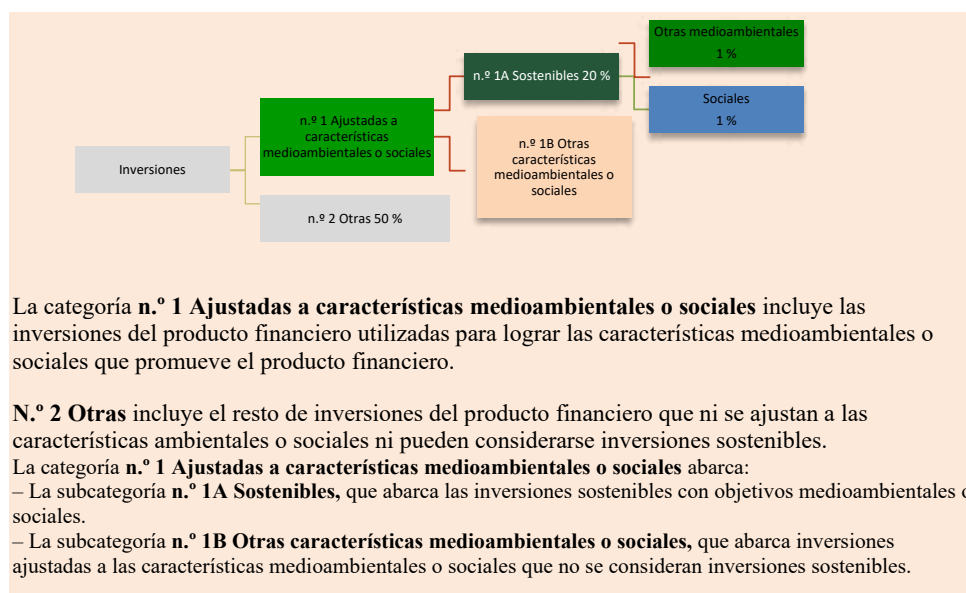 Otras medioambientales
1 %
n.º 1A Sostenibles 20 %
Sociales
1 %
n.º 1 Ajustadas a
características
medioambientales o sociales
n.º 1B Otras
características
medioambientales o
sociales
Inversiones
n.º 2 Otras 50 %
La categoría n.º 1 Ajustadas a características medioambientales o sociales incluye las
inversiones del producto financiero utilizadas para lograr las características medioambientales o
sociales que promueve el producto financiero.
N.º 2 Otras incluye el resto de inversiones del producto financiero que ni se ajustan a las
características ambientales o sociales ni pueden considerarse inversiones sostenibles.
La categoría n.º 1 Ajustadas a características medioambientales o sociales abarca:
– La subcategoría n.º 1A Sostenibles, que abarca las inversiones sostenibles con objetivos medioambientales o
sociales.
– La subcategoría n.º 1B Otras características medioambientales o sociales, que abarca inversiones
ajustadas a las características medioambientales o sociales que no se consideran inversiones sostenibles.